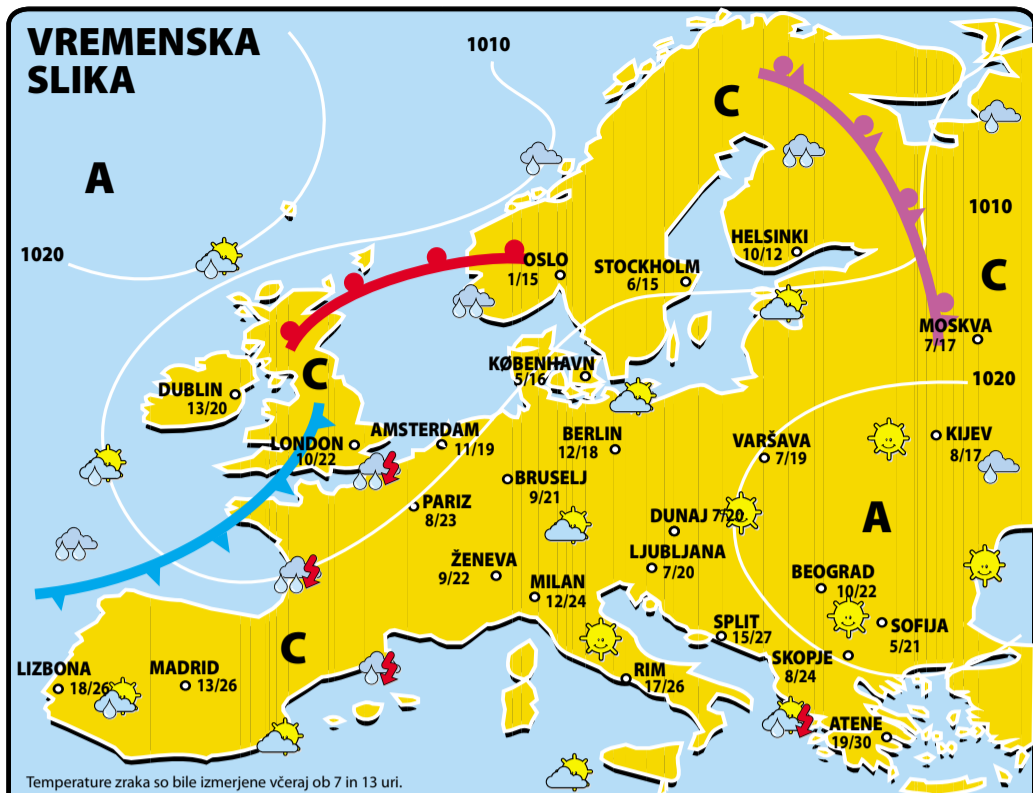 VREMENSKA
SLIKA
1010
C
A
1010
1020
HELSINKI
10/12
OSLO
1/15
STOCKHOLM
6/15
C
MOSKVA
7/17
KØBENHAVN
5/16
C
1020
DUBLIN
13/20
LONDON
10/22
AMSTERDAM
11/19
BERLIN
12/18
VARŠAVA
7/19
KIJEV
8/17
BRUSELJ
9/21
PARIZ
8/23
DUNAJ 7/20
A
LJUBLJANA
7/20
ŽENEVA
9/22
MILAN
12/24
BEOGRAD
10/22
SPLIT
15/27
SOFIJA
5/21
C
SKOPJE
8/24
LIZBONA
18/26
MADRID
13/26
RIM
17/26
ATENE
19/30
Temperature zraka so bile izmerjene včeraj ob 7 in 13 uri.